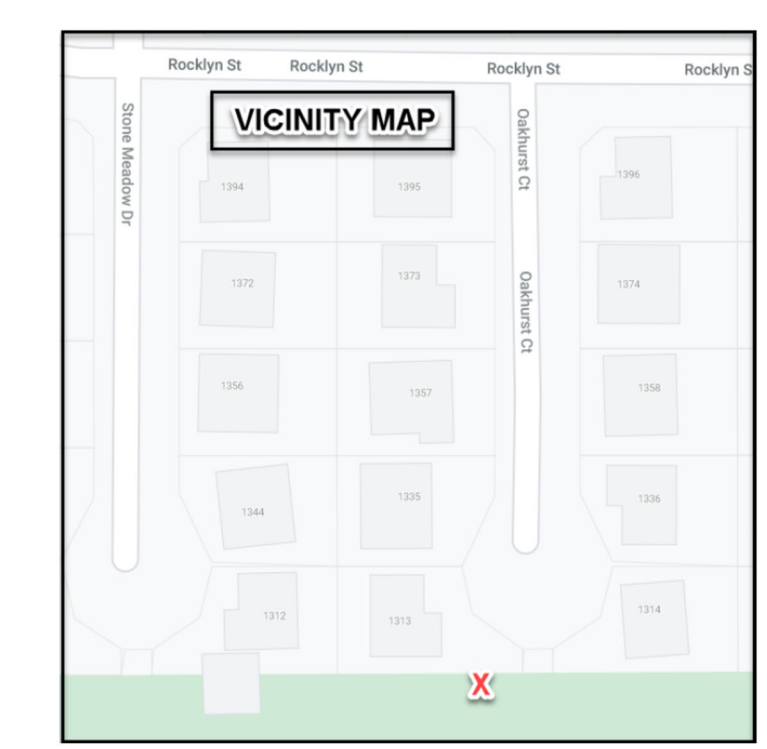 Rocklyn St Rocklyn St Rocklyn St Rocklyn S
VICINITY MAP
Stone Meadow Dr
Oakhurst Ct
1394 1395 1396
Oakhurst Ct
1372 1373 1374
1356 1357 1358
1344 1335 1336
1312 1313 1314
X